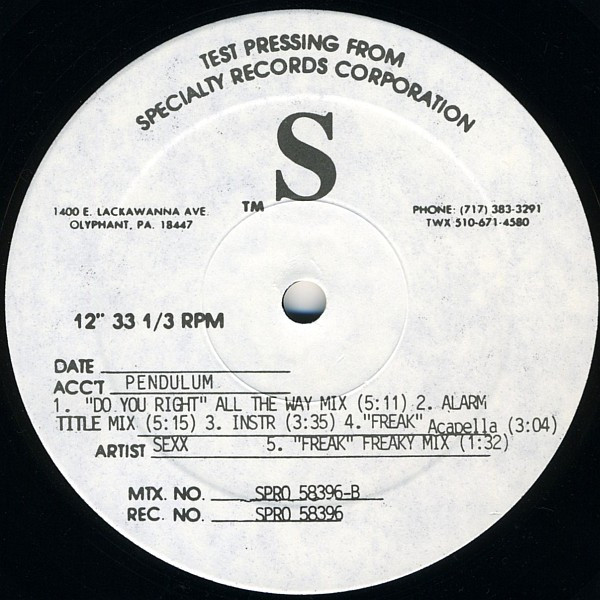 TEST PRESSING FROM
SPECIALTY RECORDS CORPORATION
S
TM
1400 E. LACKAWANNA AVE.
OLYPHANT, PA. 18447
PHONE: (717) 383-3291
TWX 510-671-4580
12" 33 1/3 RPM
DATE
ACC'T PENDULUM
1. "DO YOU RIGHT" ALL THE WAY MIX (5:11) 2. ALARM
TITLE MIX (5:15) 3. INSTR (3:35) 4."FREAK" Acapella (3:04)
ARTIST SEXX 5. "FREAK" FREAKY MIX (1:32)
MTX. NO. SPRO 58396-B
REC. NO. SPRO 58396